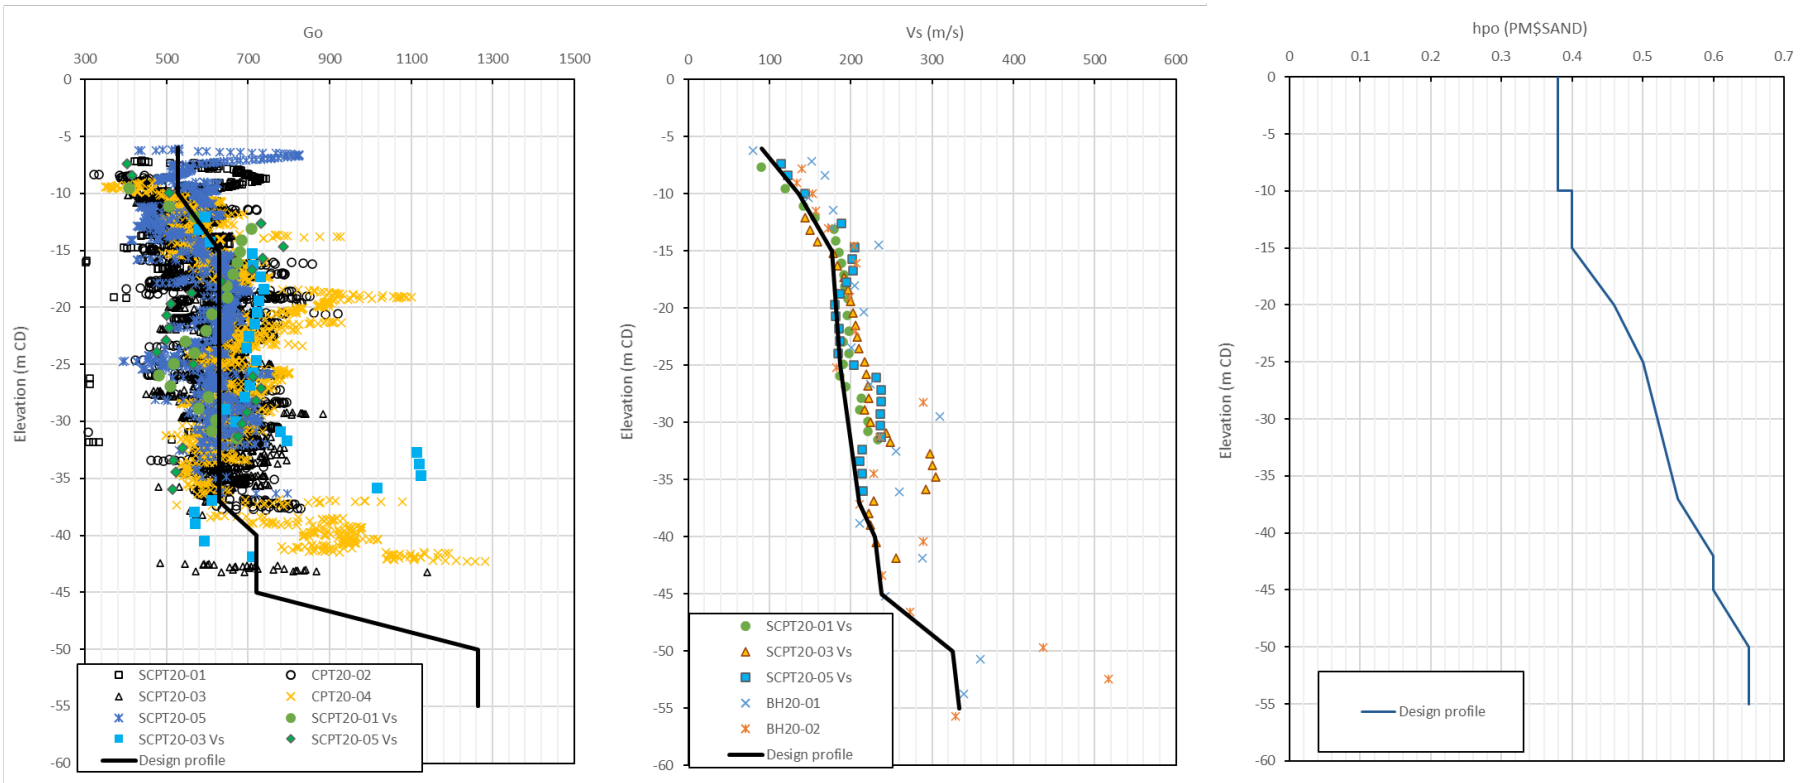 Go
300 500 700 900 1100 1300 1500
0
-5
-10
-15
-20
-25
-30
-35
-40
-45
-50
-55
-60
Elevation (m CD)
SCPT20-01 CPT20-02
SCPT20-03 CPT20-04
SCPT20-05 SCPT20-01 Vs
SCPT20-03 Vs SCPT20-05 Vs
Design profile
Vs (m/s)
0 100 200 300 400 500 600
0
-5
-10
-15
-20
-25
-30
-35
-40
-45
-50
-55
-60
Elevation (m CD)
SCPT20-01 Vs
SCPT20-03 Vs
SCPT20-05 Vs
BH20-01
BH20-02
Design profile
hpo (PM$SAND)
0 0.1 0.2 0.3 0.4 0.5 0.6 0.7
0
-5
-10
-15
-20
-25
-30
-35
-40
-45
-50
-55
-60
Elevation (m CD)
Design profile